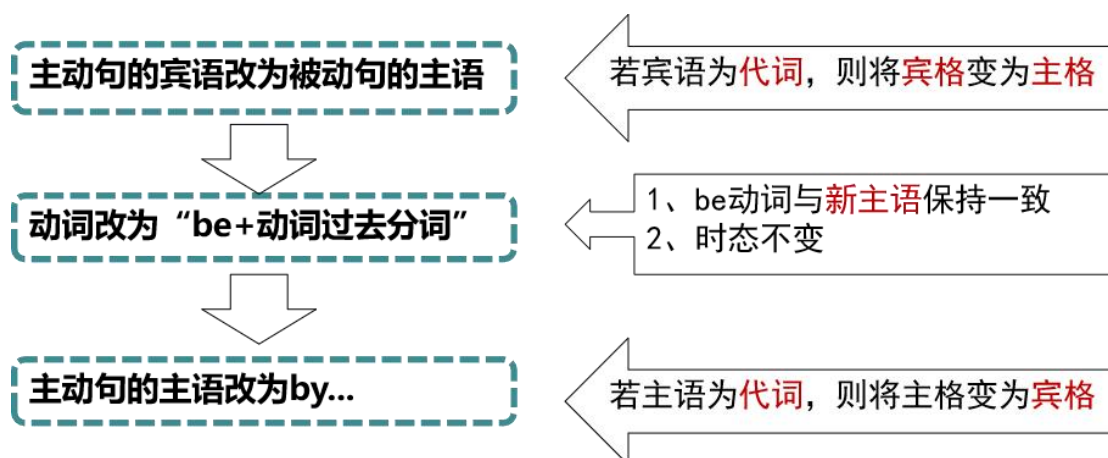 主动句的宾语改为被动句的主语
若宾语为代词，则将宾格变为主格
动词改为“be+动词过去分词”
1、be动词与新主语保持一致
2、时态不变
主动句的主语改为by...
若主语为代词，则将主格变为宾格